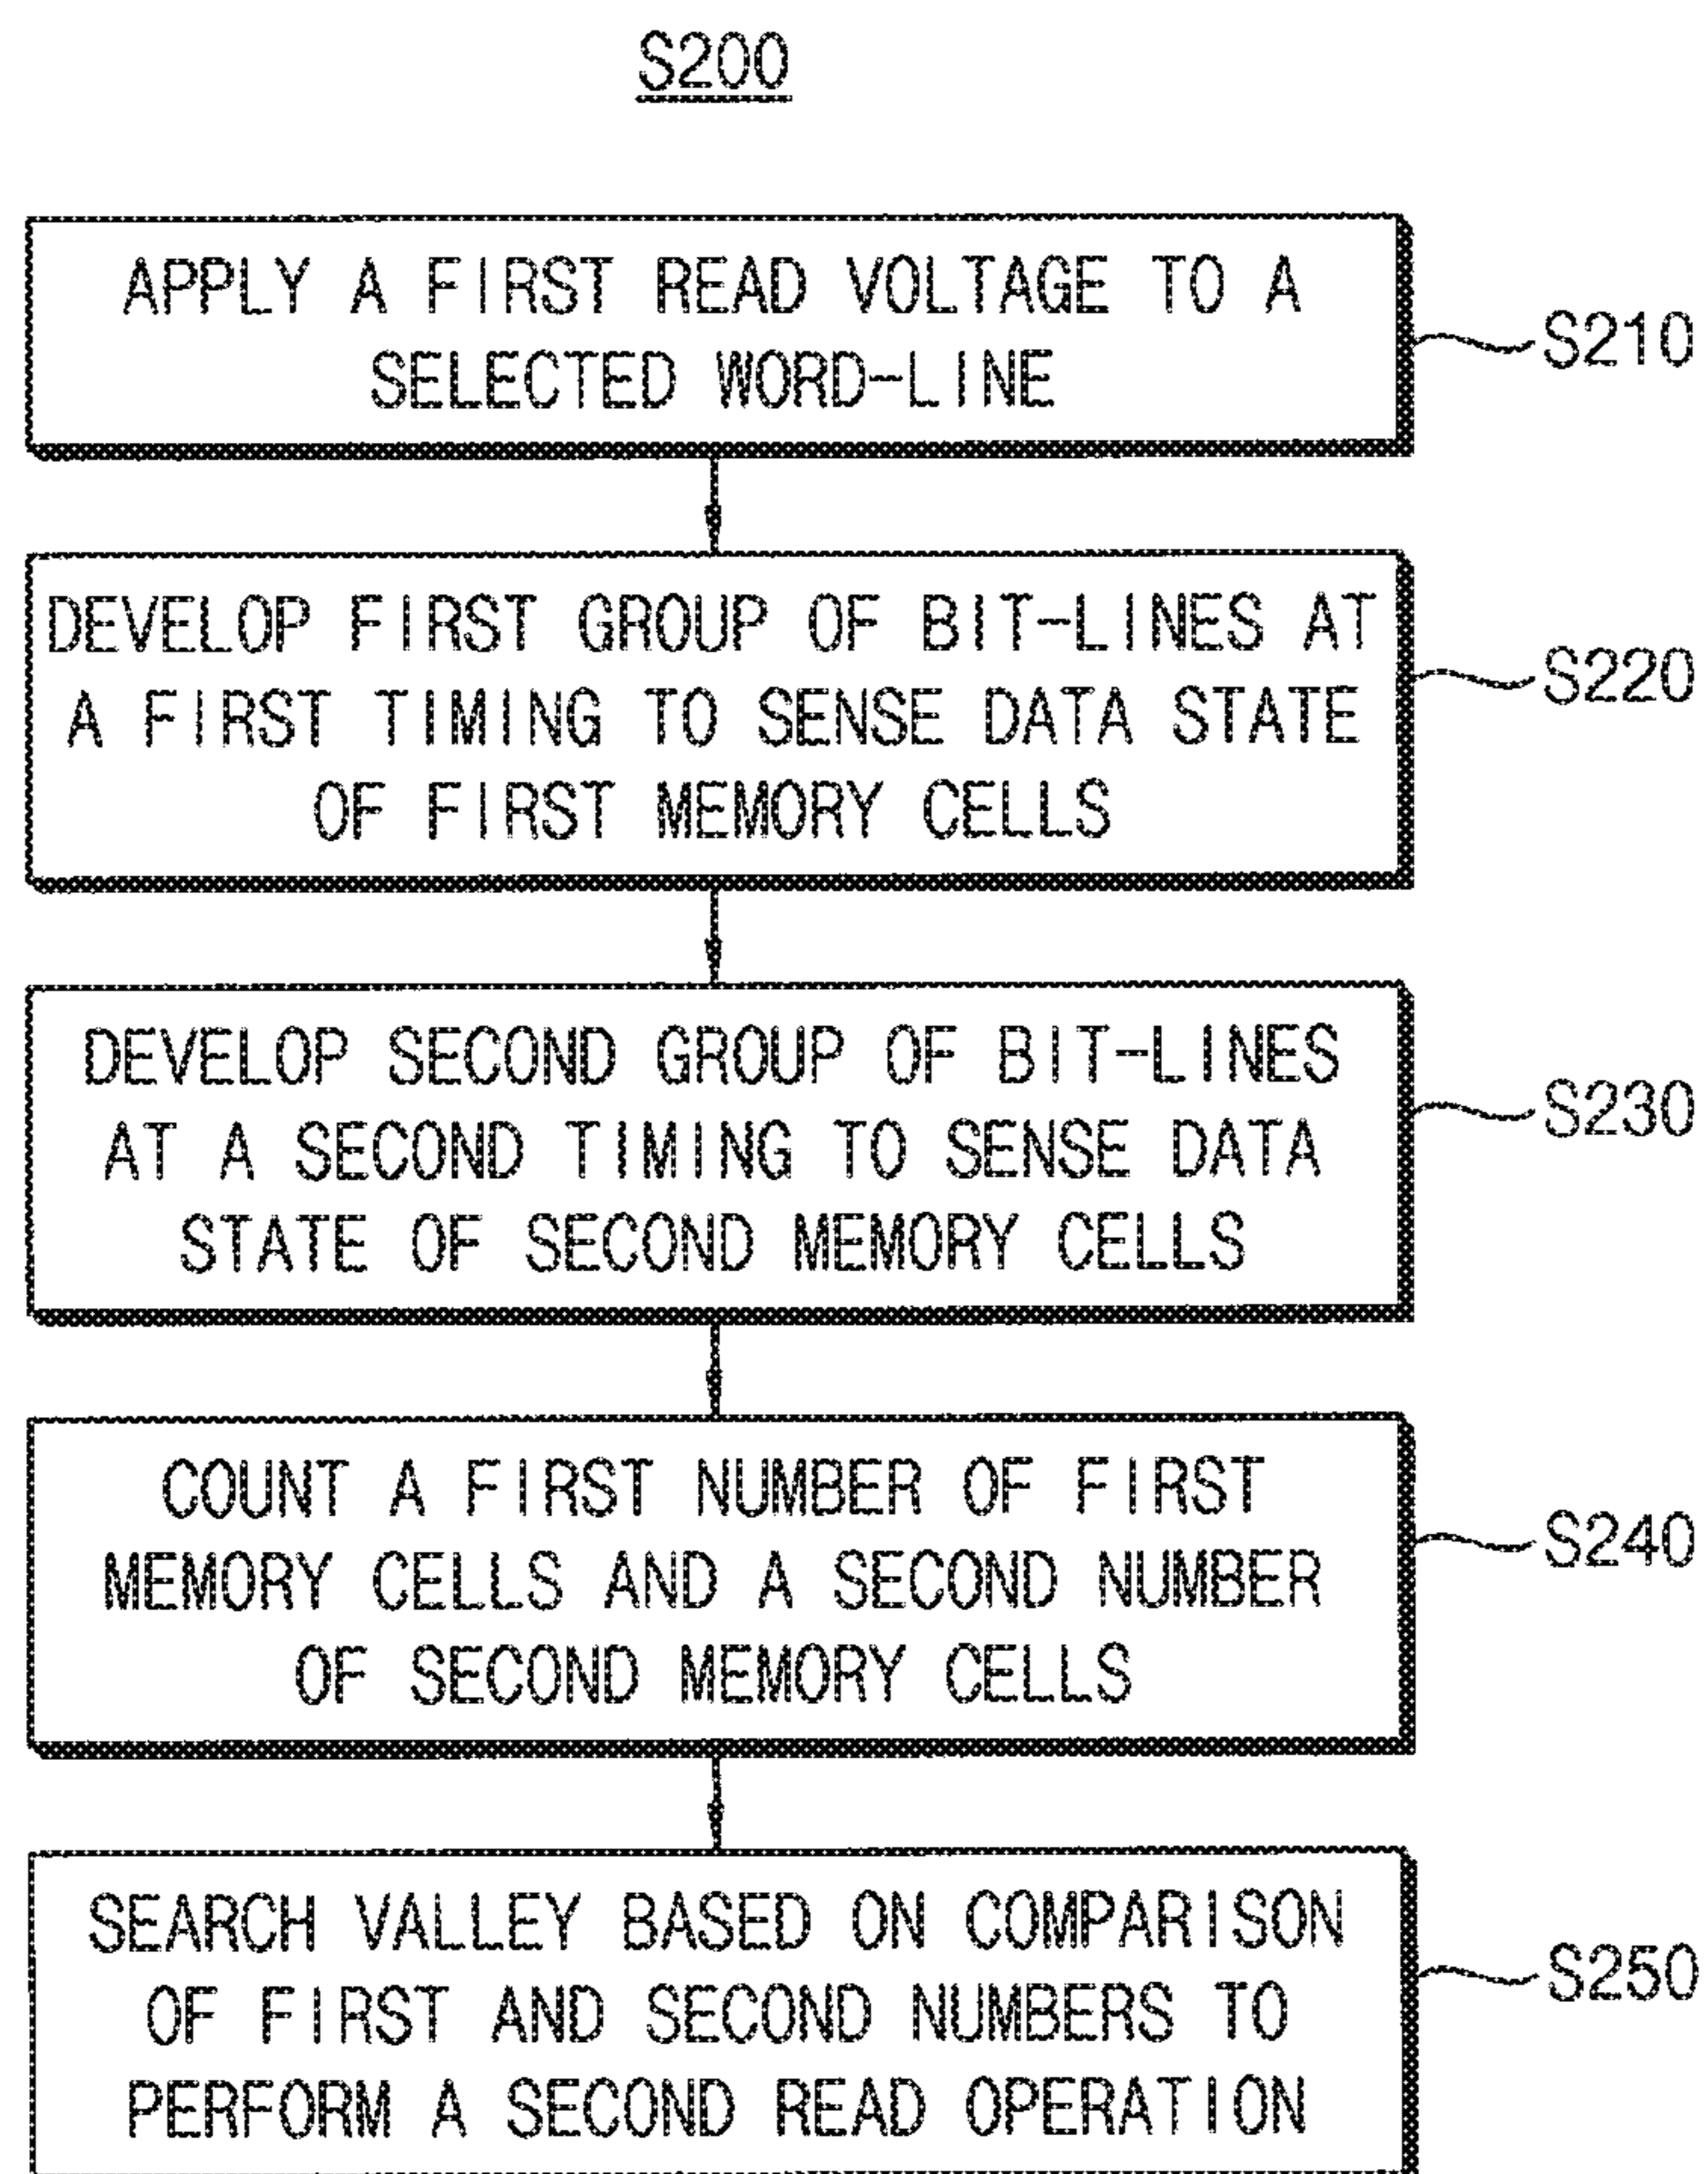 S200
APPLY A FIRST READ VOLTAGE TO A
SELECTED WORD-LINE
S210
DEVELOP FIRST GROUP OF BIT-LINES AT
A FIRST TIMING TO SENSE DATA STATE
OF FIRST MEMORY CELLS
S220
DEVELOP SECOND GROUP OF BIT-LINES
AT A SECOND TIMING TO SENSE DATA
STATE OF SECOND MEMORY CELLS
S230
COUNT A FIRST NUMBER OF FIRST
MEMORY CELLS AND A SECOND NUMBER
OF SECOND MEMORY CELLS
S240
SEARCH VALLEY BASED ON COMPARISON
OF FIRST AND SECOND NUMBERS TO
PERFORM A SECOND READ OPERATION
S250